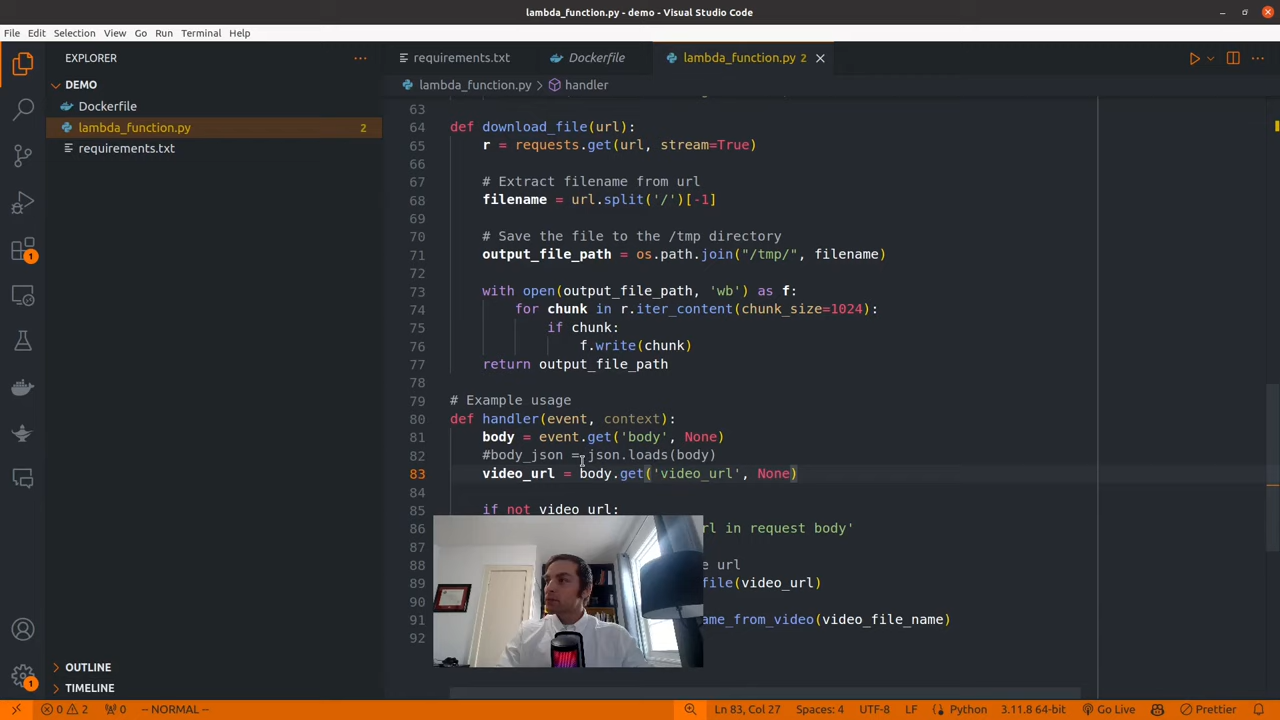 lambda_function.py - demo - Visual Studio Code
File Edit Selection View Go Run Terminal Help
EXPLORER
requirements.txt
Dockerfile
lambda_function.py 2
DEMO
Dockerfile
lambda_function.py 2
requirements.txt
lambda_function.py > handler
63
64 def download_file(url):
65 r = requests.get(url, stream=True)
66
67 # Extract filename from url
68 filename = url.split('/')[-1]
69
70 # Save the file to the /tmp directory
71 output_file_path = os.path.join("/tmp/", filename)
72
73 with open(output_file_path, 'wb') as f:
74 for chunk in r.iter_content(chunk_size=1024):
75 if chunk:
76 f.write(chunk)
77 return output_file_path
78
79 # Example usage
80 def handler(event, context):
81 body = event.get('body', None)
82 #body_json = json.loads(body)
83 video_url = body.get('video_url', None)
84
85 if not video_url:
86 rl in request body'
87
88 e url
89 file(video_url)
90
91 ame_from_video(video_file_name)
92
OUTLINE
TIMELINE
1
1
0 2 0 -- NORMAL -- Ln 83, Col 27 Spaces: 4 UTF-8 LF Python 3.11.8 64-bit Go Live Prettier